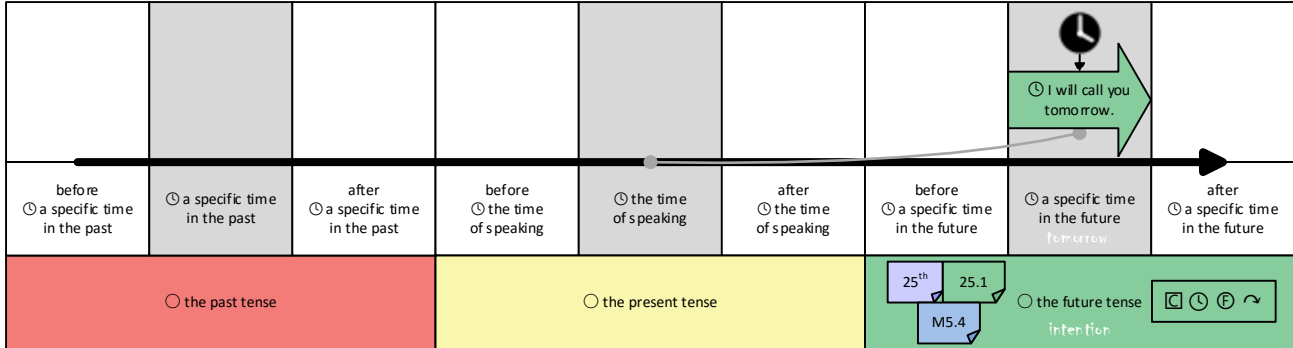 I will call you
tomorrow.
before
a specific time
in the past
a specific time
in the past
after
a specific time
in the past
before
the time
of speaking
the time
of speaking
after
the time
of speaking
before
a specific time
in the future
a specific time
in the future
tomorrow
after
a specific time
in the future
the past tense
the present tense
25th
25.1
M5.4
the future tense
intention
C F